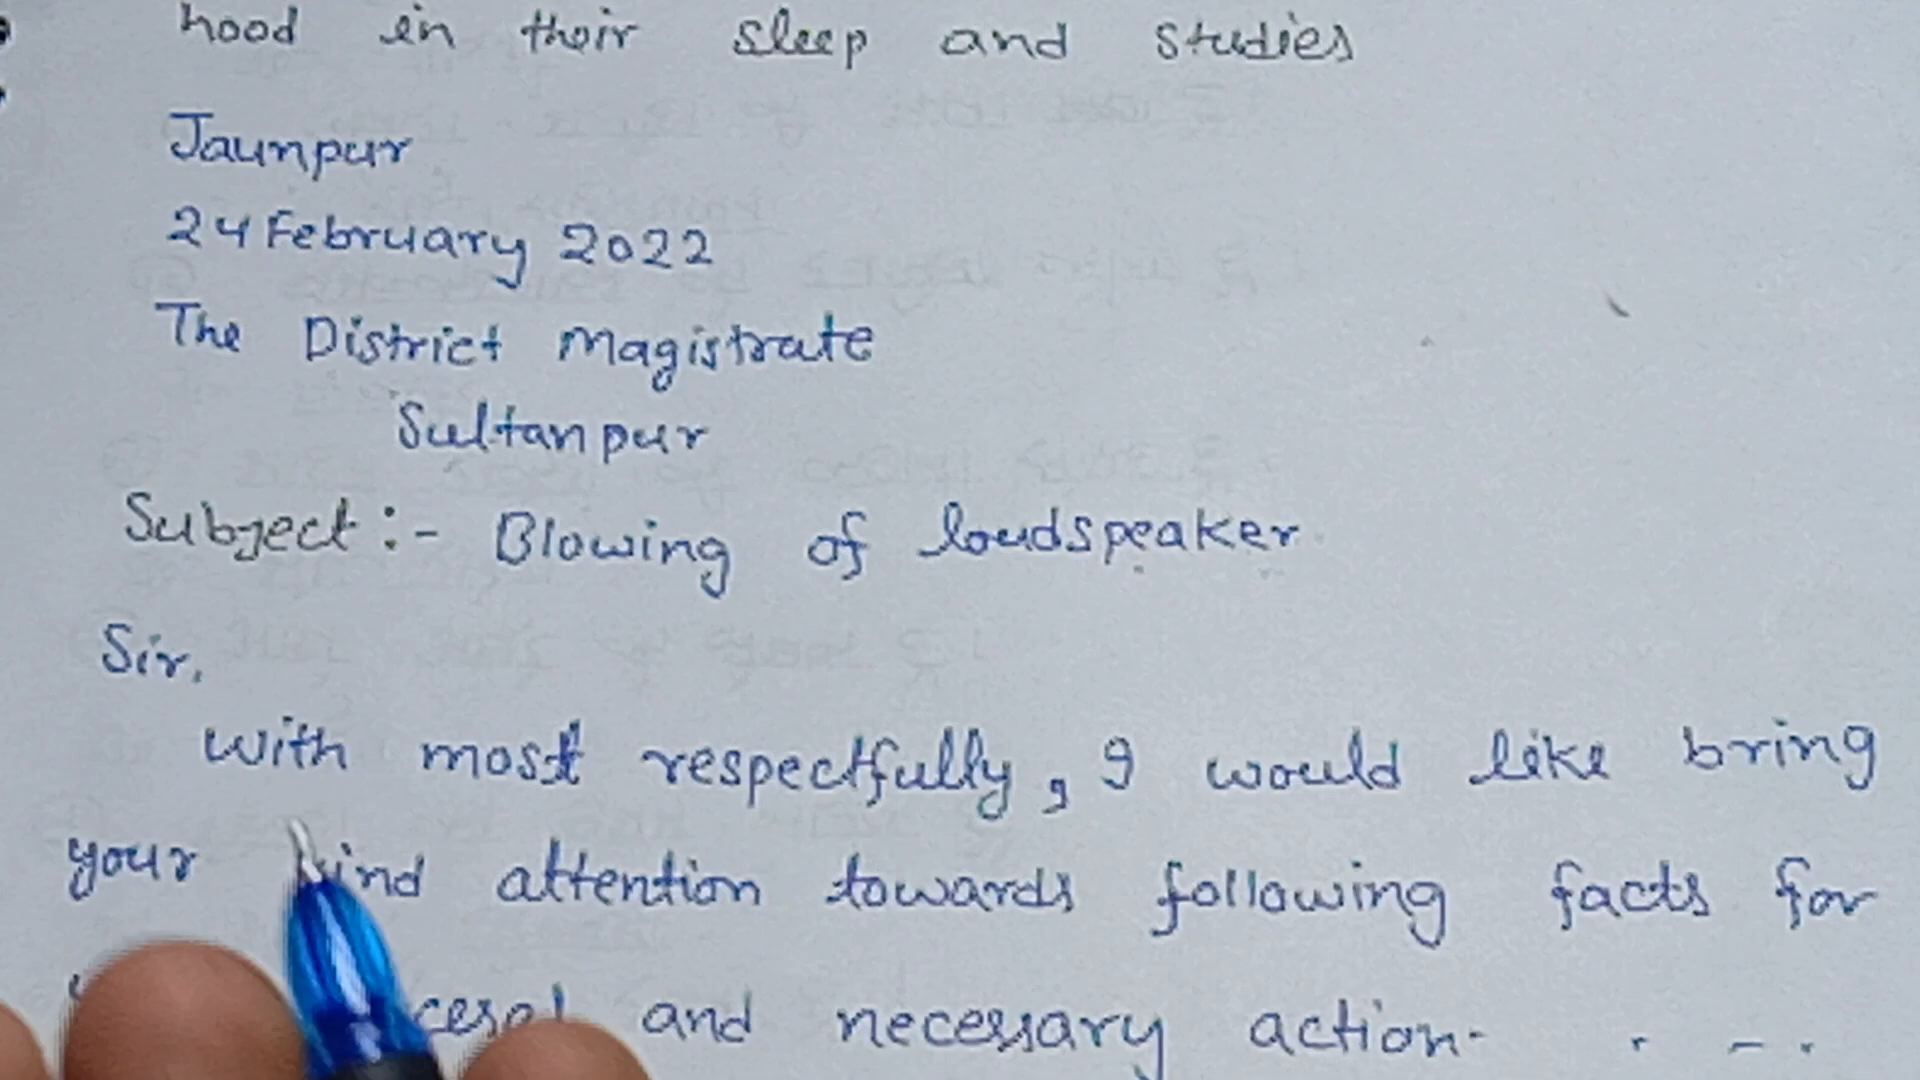 hood in their sleep and studies
Jaunpur
24 February 2022
The District Magistrate
Sultanpur
Subject :- Blowing of loudspeaker
Sir,
with most respectfully, I would like bring
your kind attention towards following facts for
and necessary action- . - .